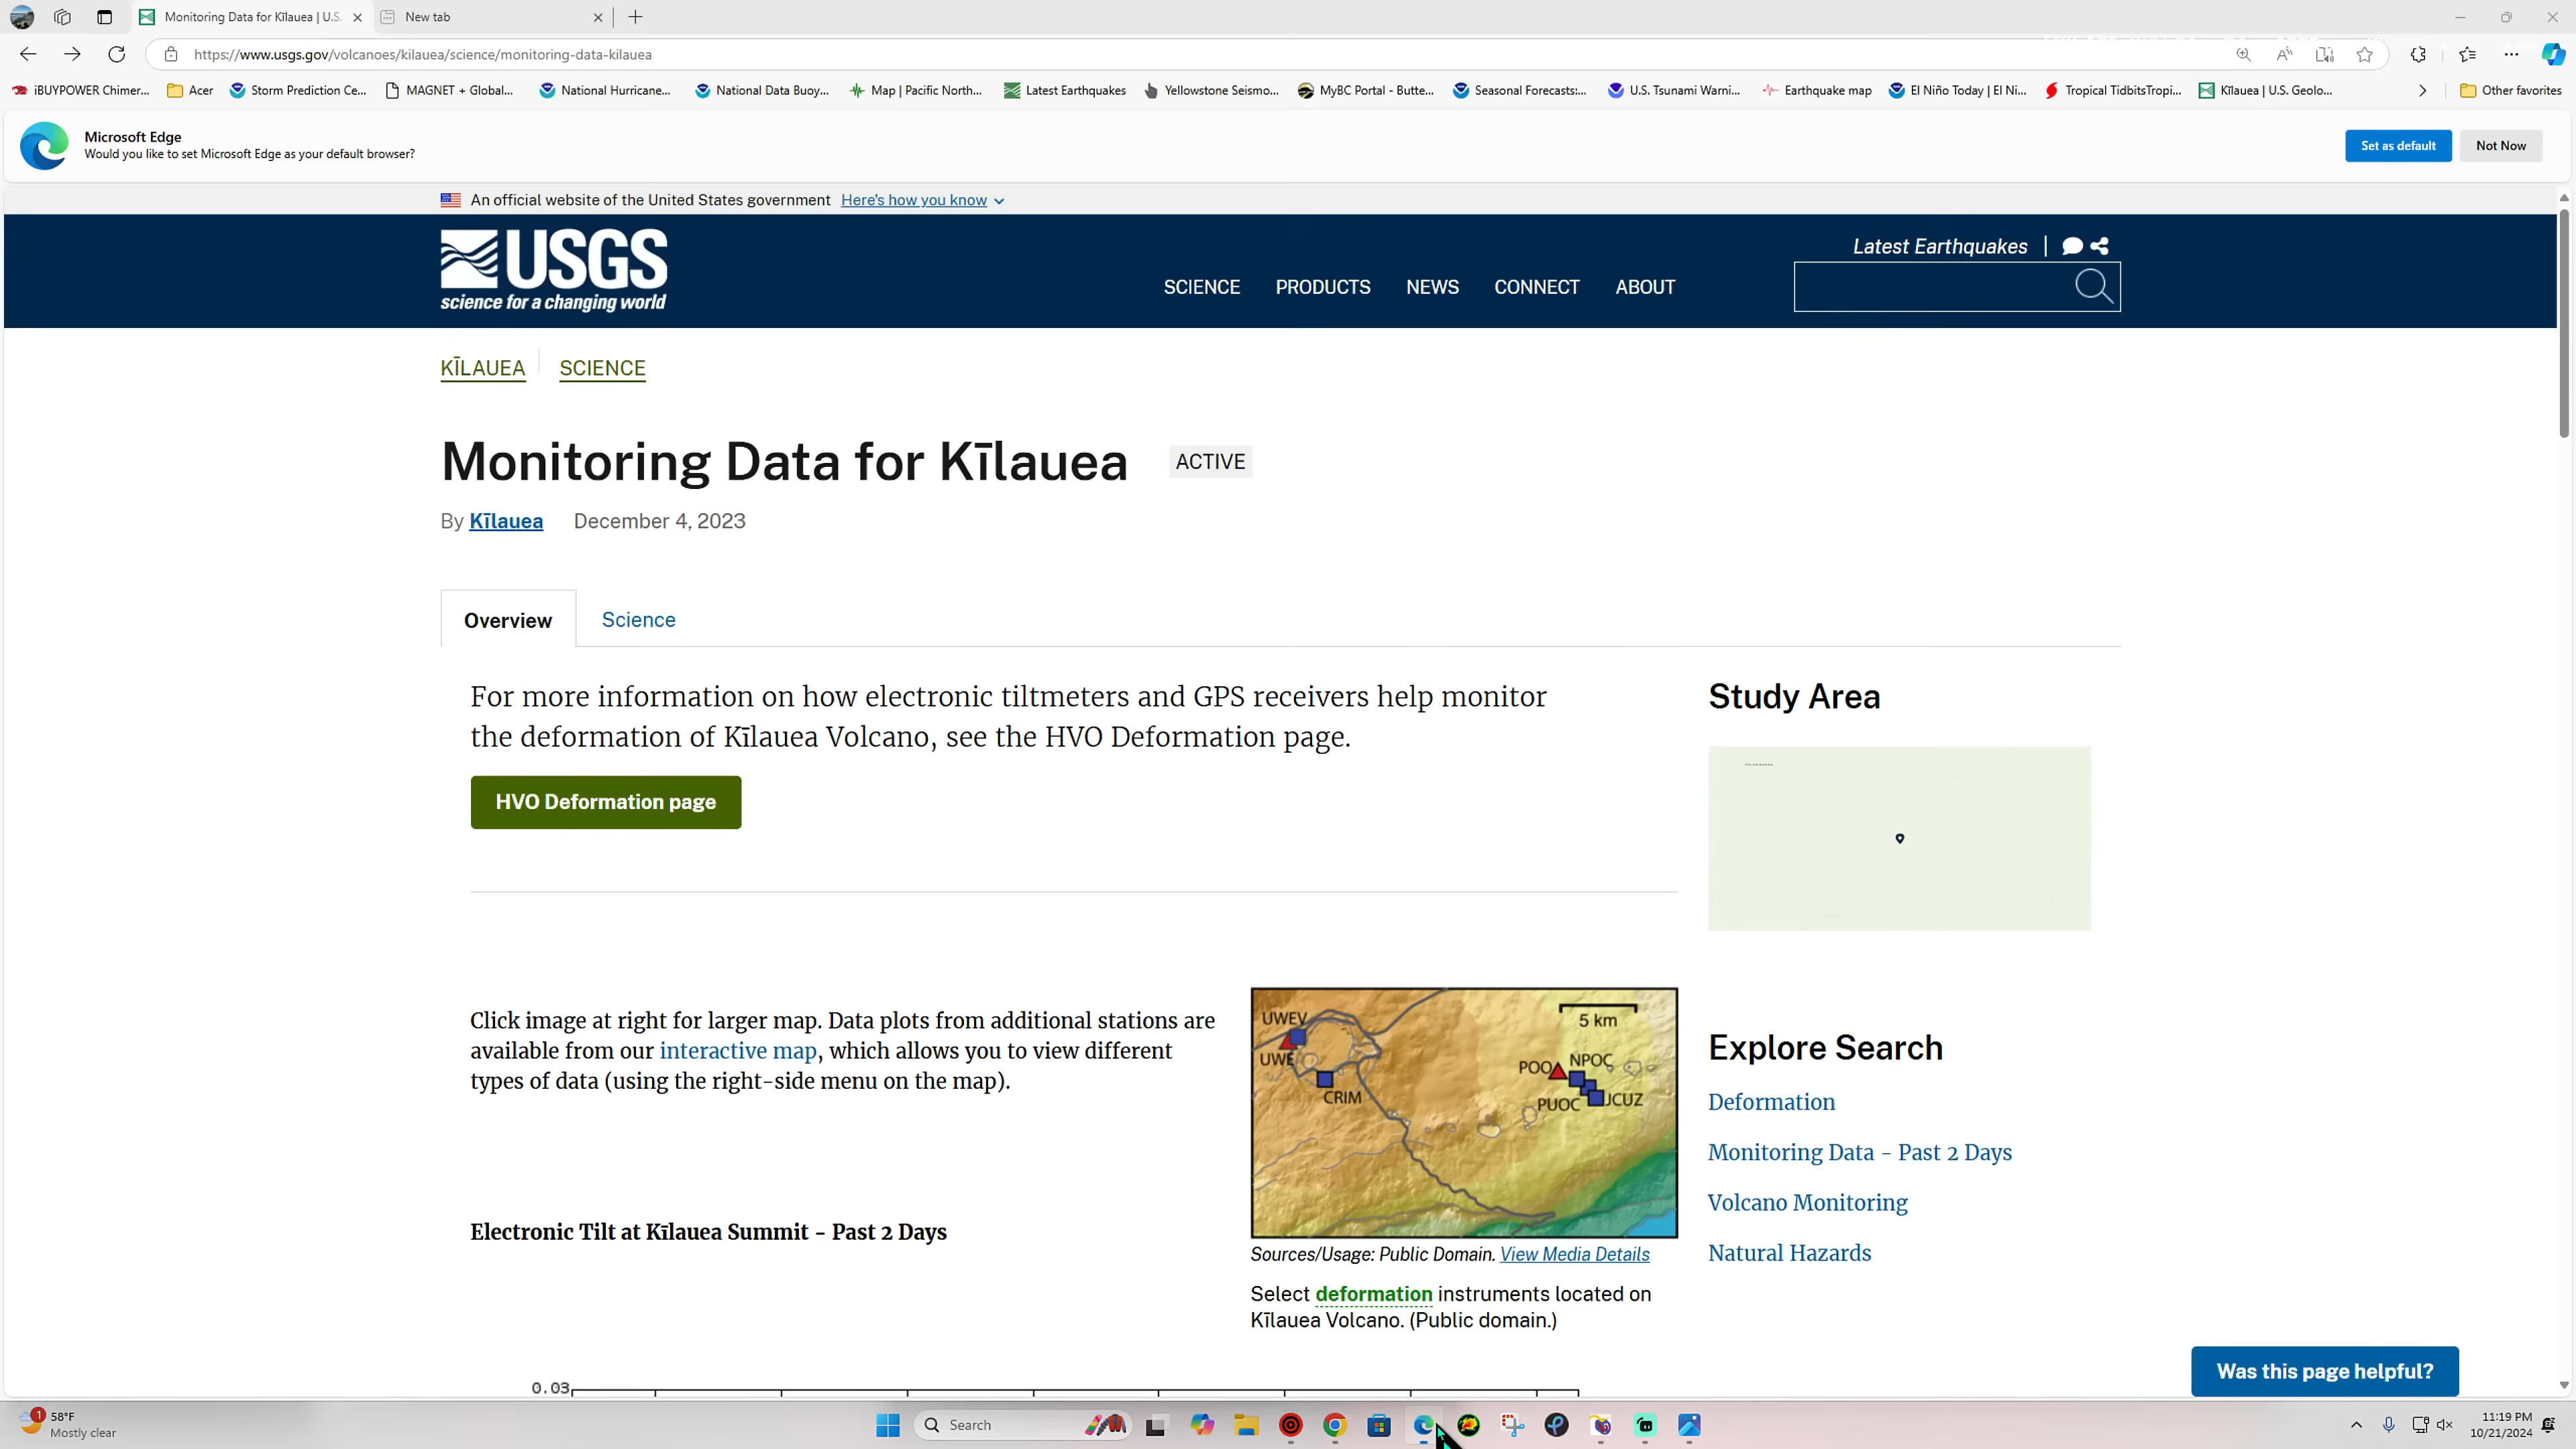 Monitoring Data for Kīlauea | U.S.
New tab
https://www.usgs.gov/volcanoes/kilauea/science/monitoring-data-kilauea
iBUYPOWER Chimer...
Acer
Storm Prediction Ce...
MAGNET + Global...
National Hurricane...
National Data Buoy...
Map | Pacific North...
Latest Earthquakes
Yellowstone Seismo...
MyBC Portal - Butte...
Seasonal Forecasts:...
U.S. Tsunami Warni...
Earthquake map
El Niño Today | El Ni...
Tropical TidbitsTropi...
Kīlauea | U.S. Geolo...
Other favorites
Microsoft Edge
Would you like to set Microsoft Edge as your default browser?
Set as default
Not Now
An official website of the United States government Here's how you know
USGS
science for a changing world
Latest Earthquakes
SCIENCE PRODUCTS NEWS CONNECT ABOUT
KĪLAUEA SCIENCE
Monitoring Data for Kīlauea ACTIVE
By Kīlauea December 4, 2023
Overview Science
For more information on how electronic tiltmeters and GPS receivers help monitor
the deformation of Kīlauea Volcano, see the HVO Deformation page.
HVO Deformation page
Study Area
Click image at right for larger map. Data plots from additional stations are
available from our interactive map, which allows you to view different
types of data (using the right-side menu on the map).
UWEV
UWE
CRIM
5 km
POO
NPOC
PUOC
JCUZ
Sources/Usage: Public Domain. View Media Details
Select deformation instruments located on
Kīlauea Volcano. (Public domain.)
Explore Search
Deformation
Monitoring Data - Past 2 Days
Volcano Monitoring
Natural Hazards
Electronic Tilt at Kīlauea Summit - Past 2 Days
0.03
Was this page helpful?
1
58°F
Mostly clear
Search
11:19 PM
10/21/2024